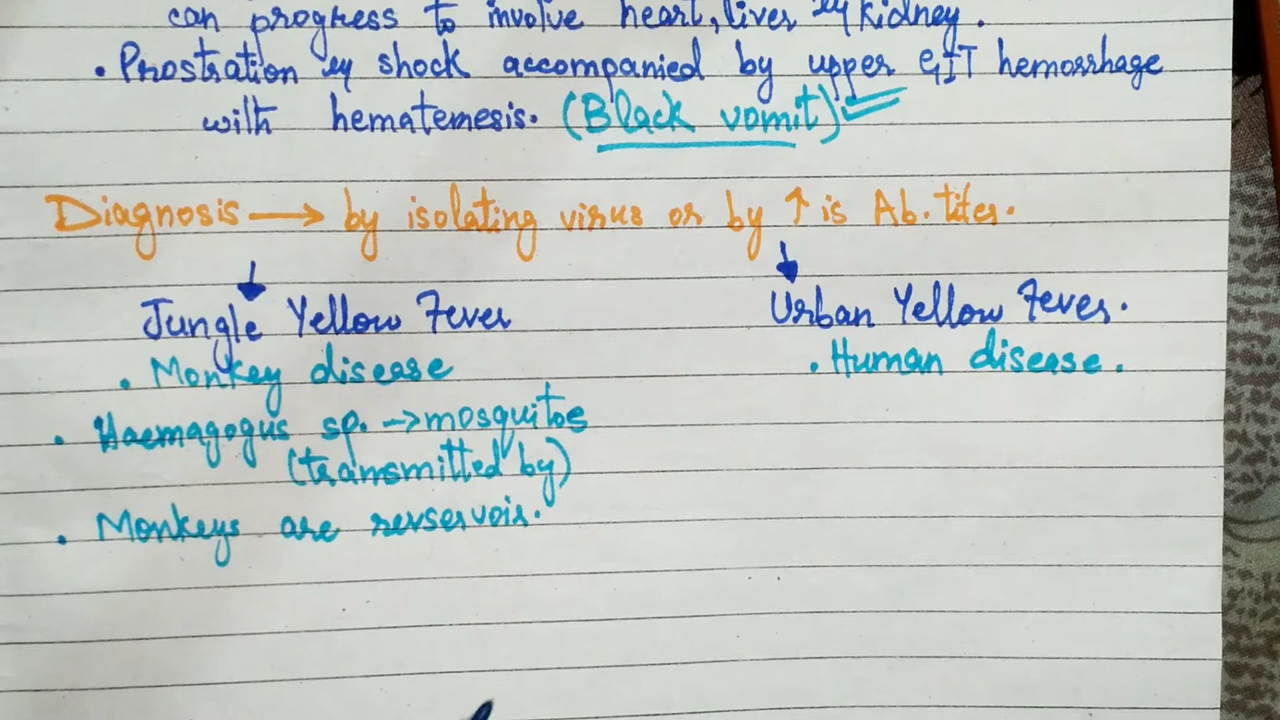 can progress to involve heart, liver & kidney.
• Prostration & shock accompanied by upper GIT hemorrhage
with hematemesis. (Black vomit)
Diagnosis → by isolating virus or by ↑ is Ab. titer.
↓ ↓
Jungle Yellow Fever Urban Yellow Fever.
• Monkey disease • Human disease.
• Haemagogus sp. → mosquitos
(transmitted by)
• Monkeys are revservoir.